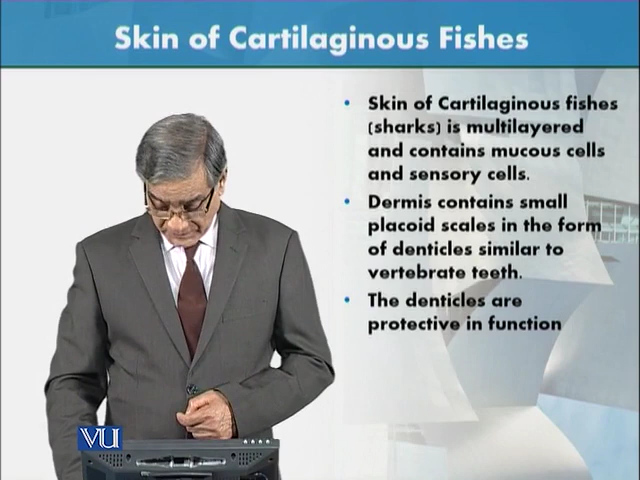 Skin of Cartilaginous Fishes
• Skin of Cartilaginous fishes
(sharks) is multilayered
and contains mucous cells
and sensory cells.
• Dermis contains small
placoid scales in the form
of denticles similar to
vertebrate teeth.
• The denticles are
protective in function
VU